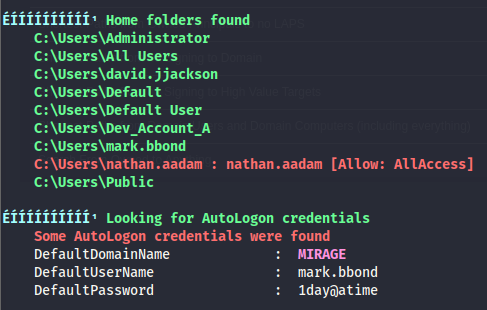 ÉÍÍÍÍÍÍÍÍÍÍ¹ Home folders found
C:\Users\Administrator
C:\Users\All Users
C:\Users\david.jjackson
C:\Users\Default
C:\Users\Default User
C:\Users\Dev_Account_A
C:\Users\mark.bbond
C:\Users\nathan.aadam : nathan.aadam [Allow: AllAccess]
C:\Users\Public
ÉÍÍÍÍÍÍÍÍÍÍ¹ Looking for AutoLogon credentials
Some AutoLogon credentials were found
DefaultDomainName : MIRAGE
DefaultUserName : mark.bbond
DefaultPassword : 1day@atime